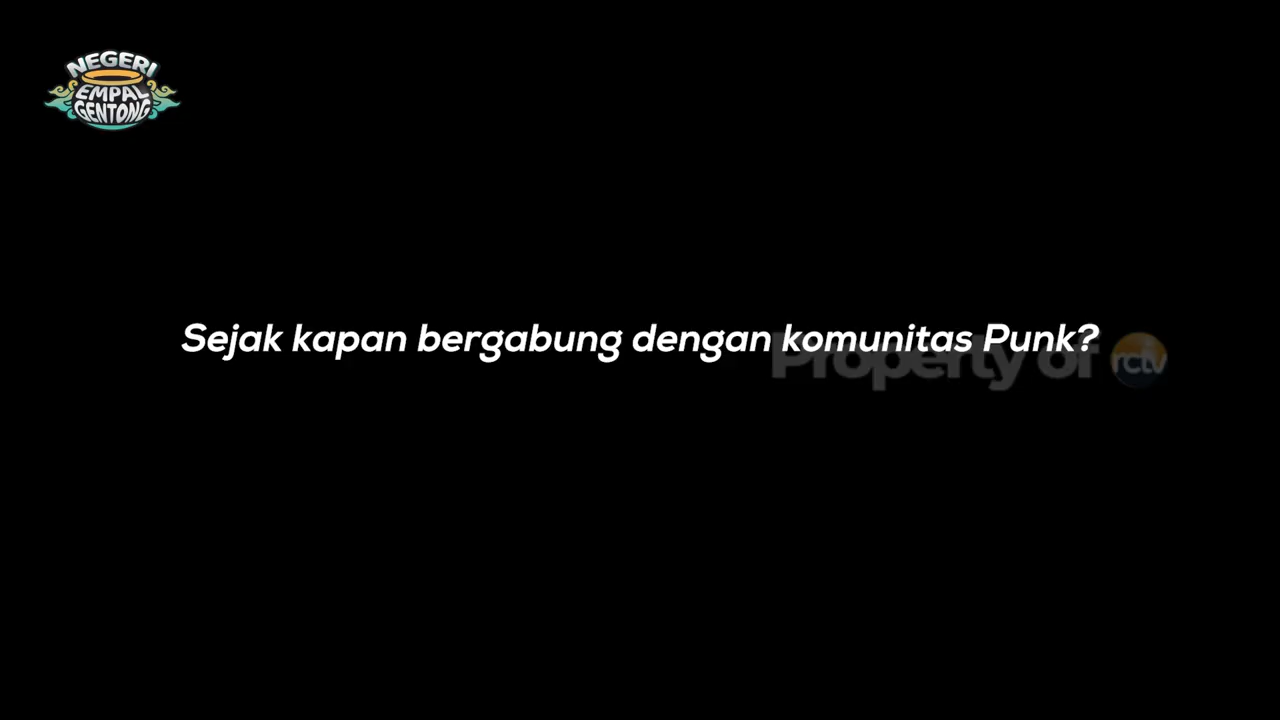 NEGERI
EMPAL
GENTONG
Sejak kapan bergabung dengan komunitas Punk?
Property of rctv